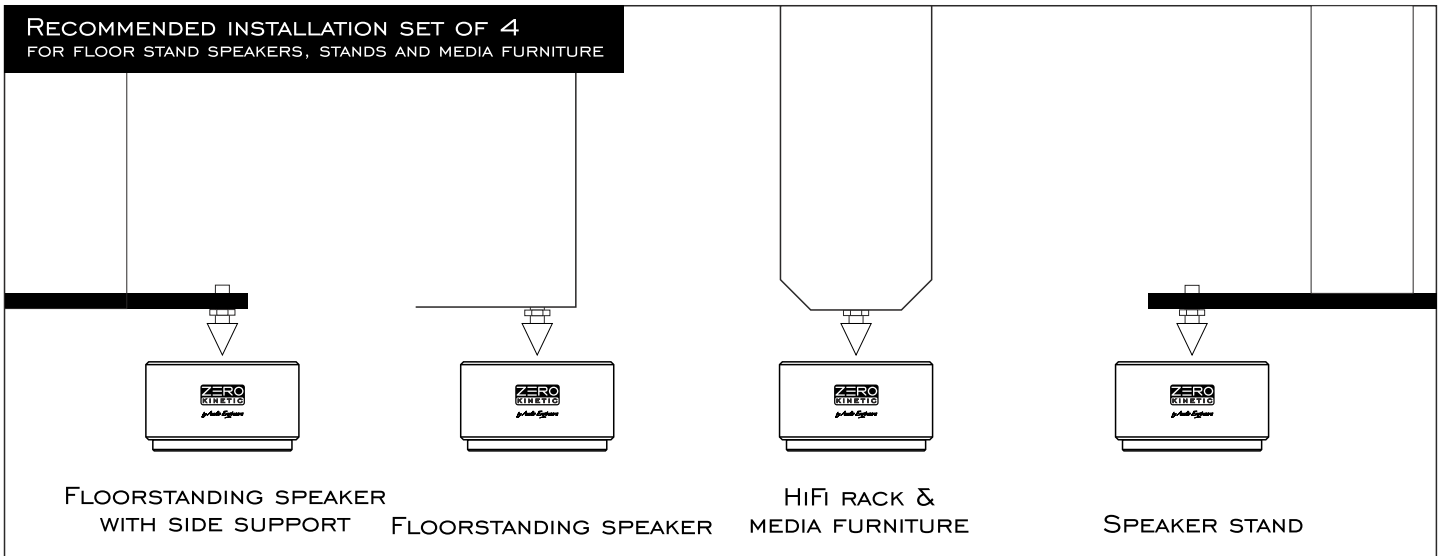 Recommended installation set of 4
for floor stand speakers, stands and media furniture
ZERO
KINETIC
ZERO
KINETIC
ZERO
KINETIC
ZERO
KINETIC
Floorstanding speaker
with side support
Floorstanding speaker
HiFi rack &
media furniture
Speaker stand